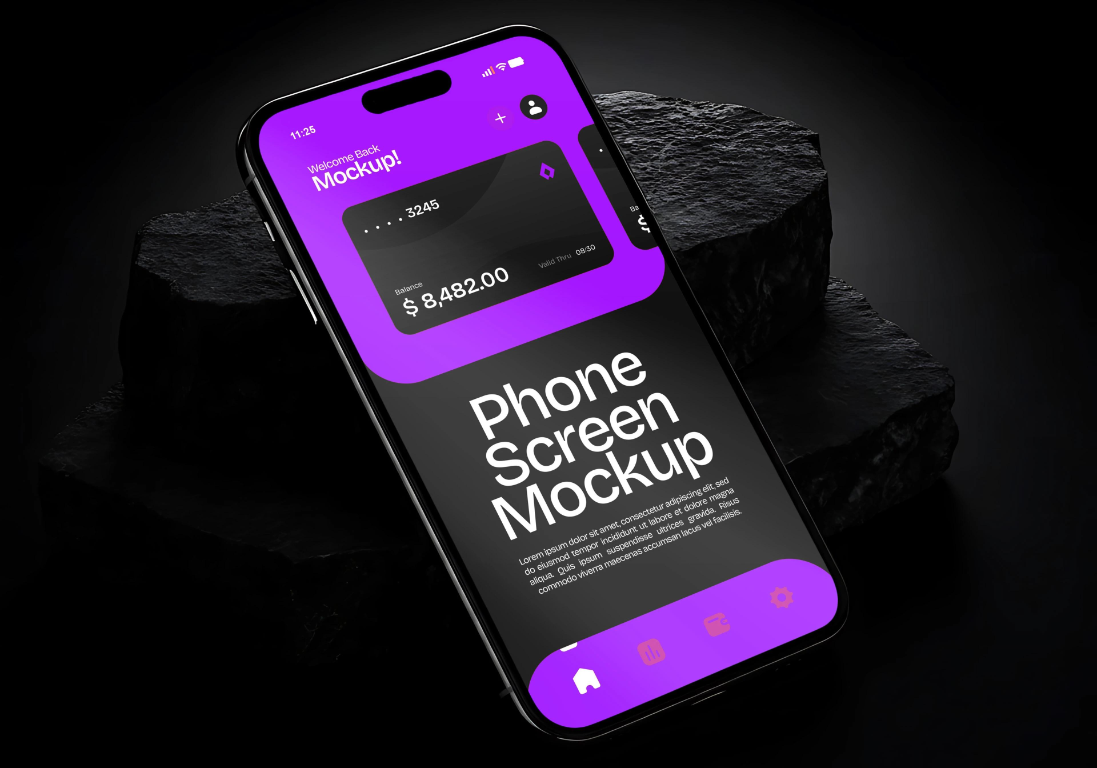 11:25
Welcome Back
Mockup!
• • • • 3245
Balance
$ 8,482.00
Valid Thru 08/30
Ba
$
Phone
Screen
Mockup
Lorem ipsum dolor sit amet, consectetur adipiscing elit, sed
do eiusmod tempor incididunt ut labore et dolore magna
aliqua. Quis ipsum suspendisse ultrices gravida. Risus
commodo viverra maecenas accumsan lacus vel facilisis.